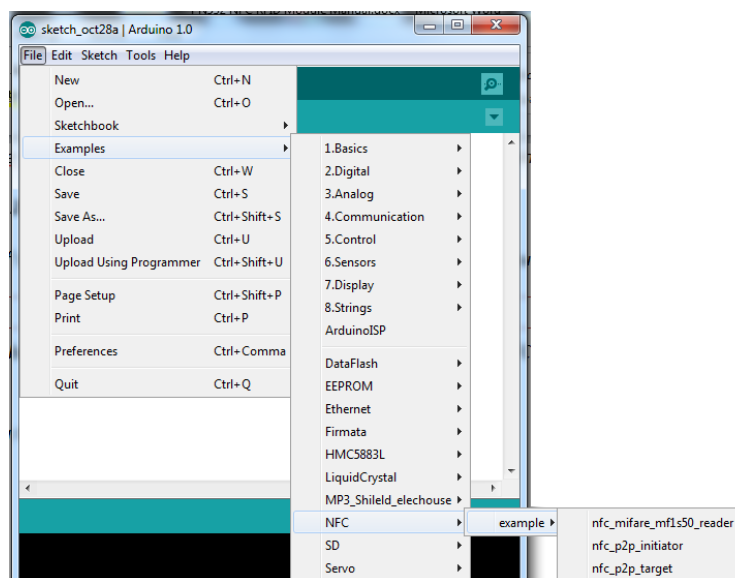 sketch_oct28a | Arduino 1.0
File Edit Sketch Tools Help
New Ctrl+N
Open... Ctrl+O
Sketchbook
Examples
Close Ctrl+W
Save Ctrl+S
Save As... Ctrl+Shift+S
Upload Ctrl+U
Upload Using Programmer Ctrl+Shift+U
Page Setup Ctrl+Shift+P
Print Ctrl+P
Preferences Ctrl+Comma
Quit Ctrl+Q
1.Basics
2.Digital
3.Analog
4.Communication
5.Control
6.Sensors
7.Display
8.Strings
ArduinoISP
DataFlash
EEPROM
Ethernet
Firmata
HMC5883L
LiquidCrystal
MP3_Shileld_elechouse
NFC
SD
Servo
example
nfc_mifare_mf1s50_reader
nfc_p2p_initiator
nfc_p2p_target